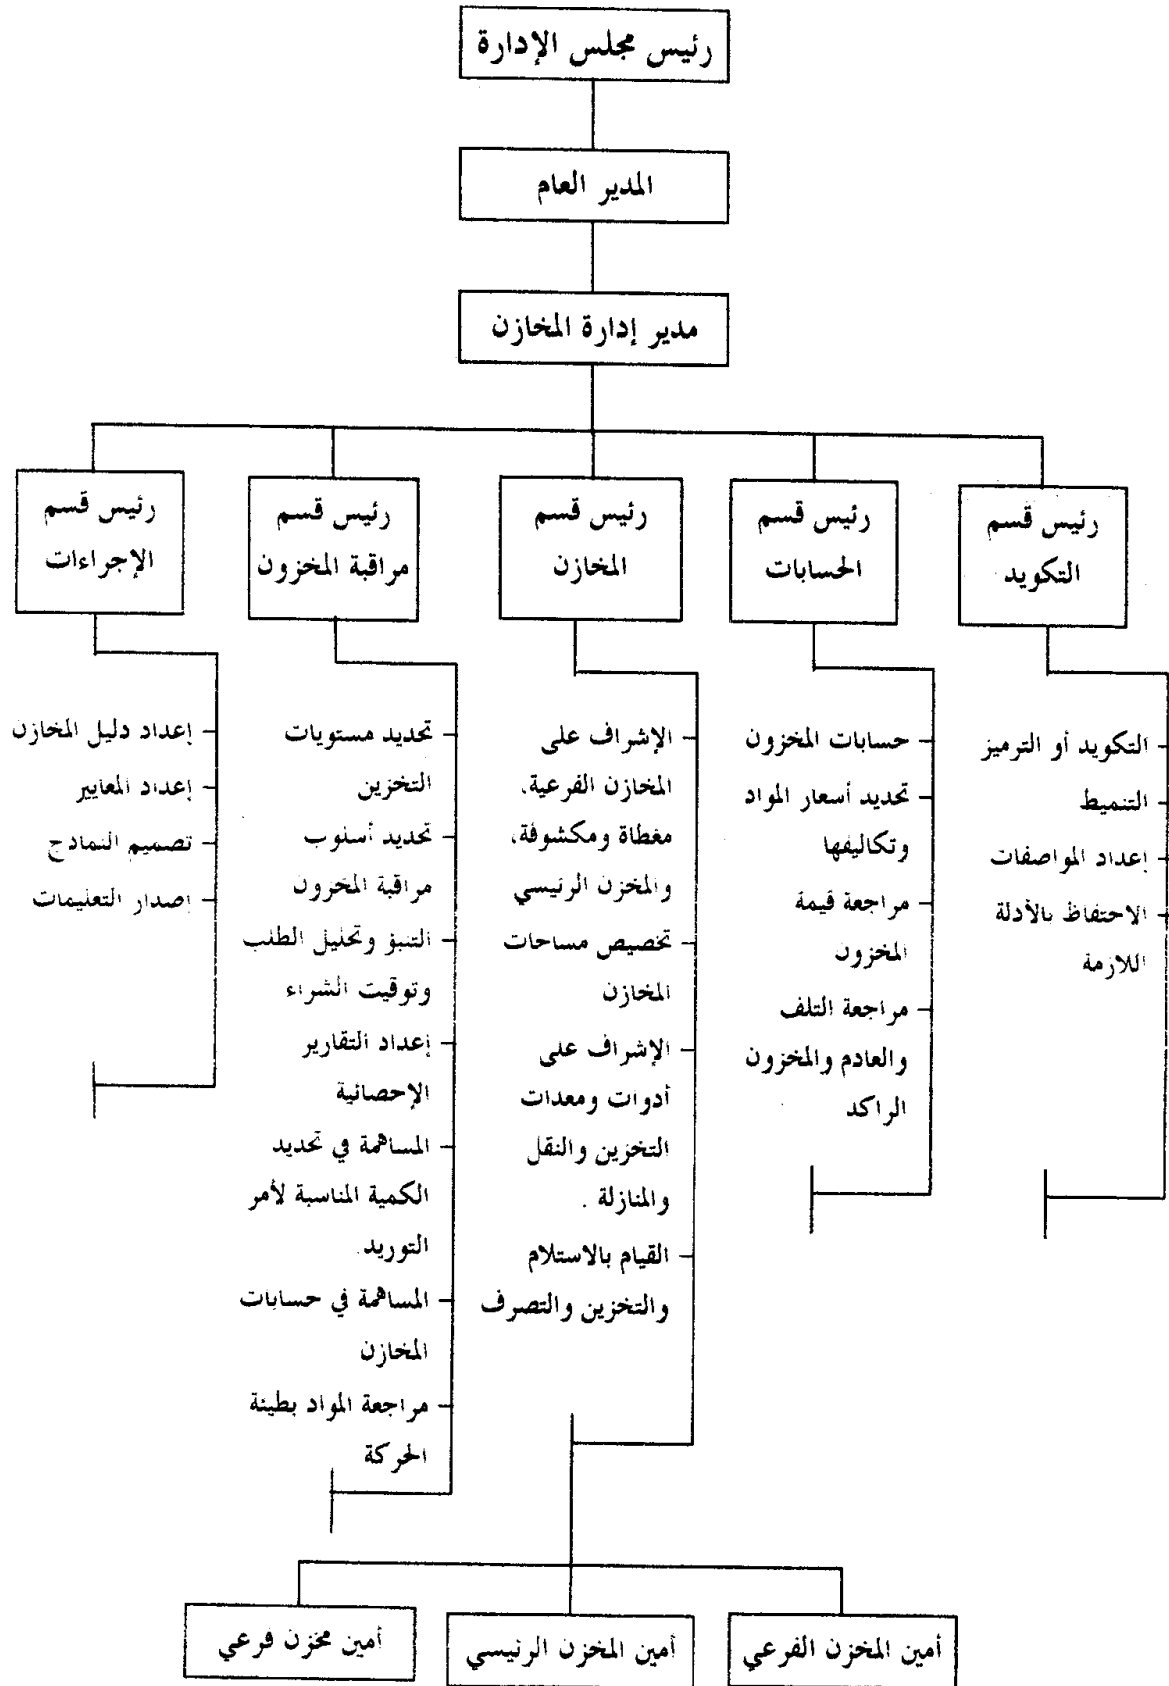 رئيس مجلس الإدارة
المدير العام
مدير إدارة المخازن
رئيس قسم
التكويد
رئيس قسم
الحسابات
رئيس قسم
المخازن
رئيس قسم
مراقبة المخزون
رئيس قسم
الإجراءات
- التكويد أو الترميز
- التنميط
- إعداد المواصفات
- الاحتفاظ بالأدلة
اللازمة
- حسابات المخزون
- تحديد أسعار المواد
وتكاليفها
- مراجعة قيمة
المخزون
- مراجعة التلف
والعادم والمخزون
الراكد
- الإشراف على
المخازن الفرعية،
مغطاة ومكشوفة،
والمخزن الرئيسي
- تخصيص مساحات
المخازن
- الإشراف على
أدوات ومعدات
التخزين والنقل
والمنازلة .
- القيام بالاستلام
والتخزين والتصرف
- تحديد مستويات
التخزين
- تحديد أسلوب
مراقبة المخزون
- التنبؤ وتحليل الطلب
وتوقيت الشراء
- إعداد التقارير
الإحصائية
- المساهمة في تحديد
الكمية المناسبة لأمر
التوريد.
- المساهمة في حسابات
المخازن
- مراجعة المواد بطيئة
الحركة
- إعداد دليل المخازن
- إعداد المعايير
- تصميم النماذج
- إصدار التعليمات
أمين المخزن الفرعي
أمين المخزن الرئيسي
أمين مخزن فرعي